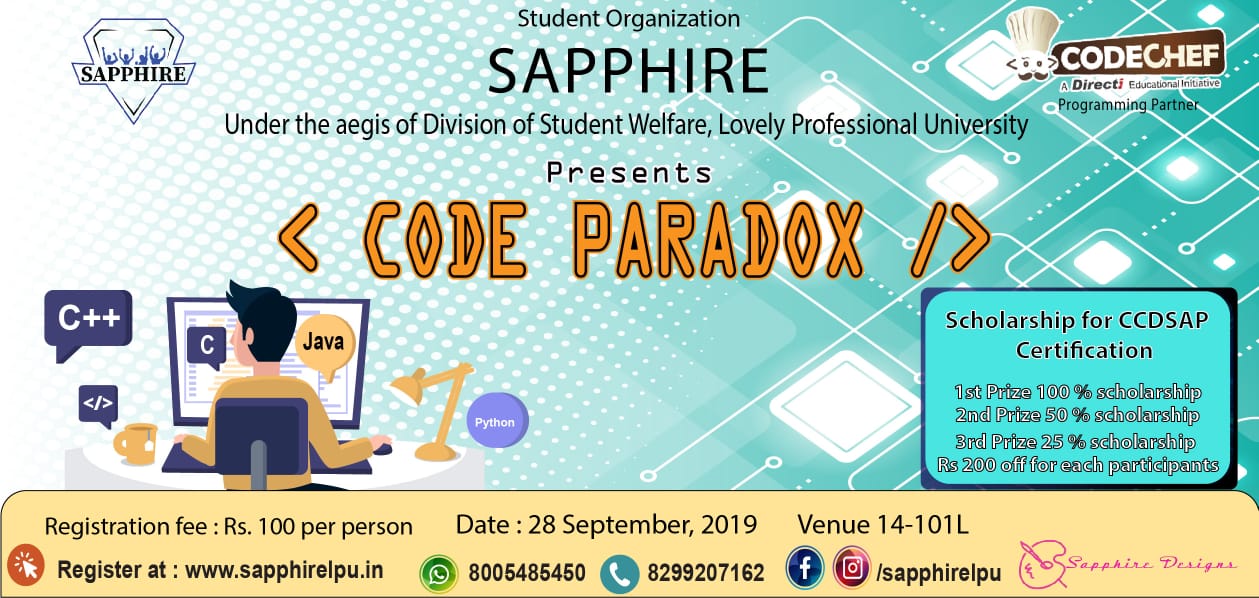 Student Organization
SAPPHIRE
SAPPHIRE
CODECHEF
A Directi Educational Initiative
Programming Partner
Under the aegis of Division of Student Welfare, Lovely Professional University
Presents
< CODE PARADOX />
C++
C
Java
</>
Python
Scholarship for CCDSAP
Certification
1st Prize 100 % scholarship
2nd Prize 50 % scholarship
3rd Prize 25 % scholarship
Rs 200 off for each participants
Registration fee : Rs. 100 per person
Date : 28 September, 2019
Venue 14-101L
Register at : www.sapphirelpu.in
8005485450
8299207162
/sapphirelpu
Sapphire Designs